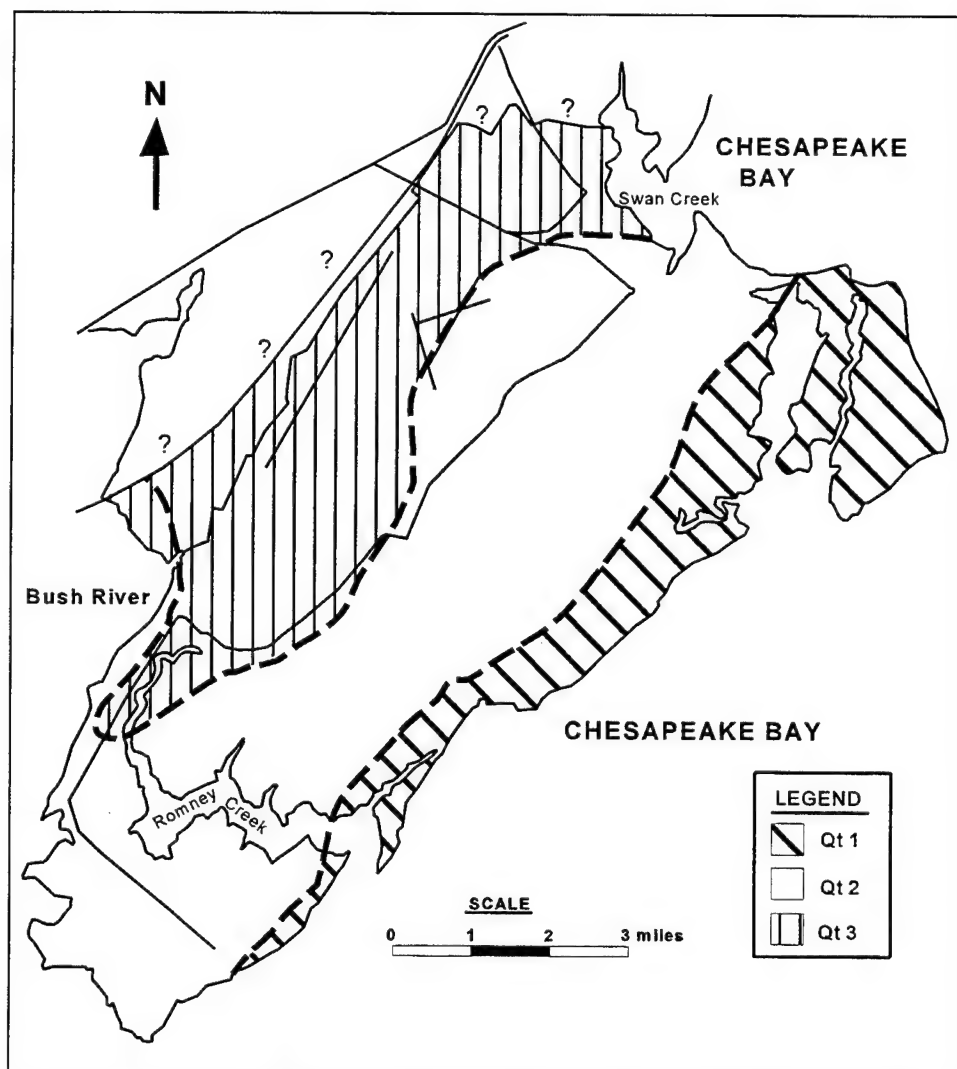 N
?
?
CHESAPEAKE
BAY
Swan Creek
?
?
?
Bush River
CHESAPEAKE BAY
Romney Creek
LEGEND
Qt 1
Qt 2
Qt 3
SCALE
0 1 2 3 miles